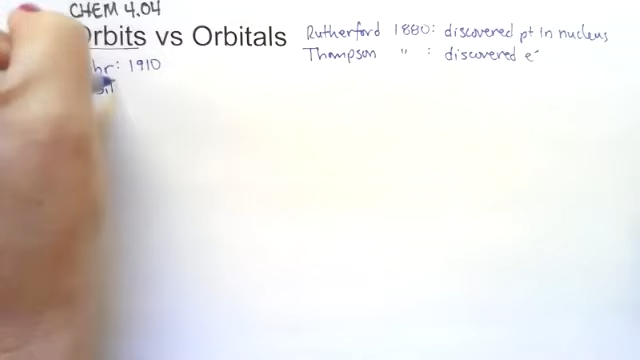 CHEM 4.04
Orbits vs Orbitals
hr: 1910
Rutherford 1880: discovered p+ in nucleus
Thompson " : discovered e-